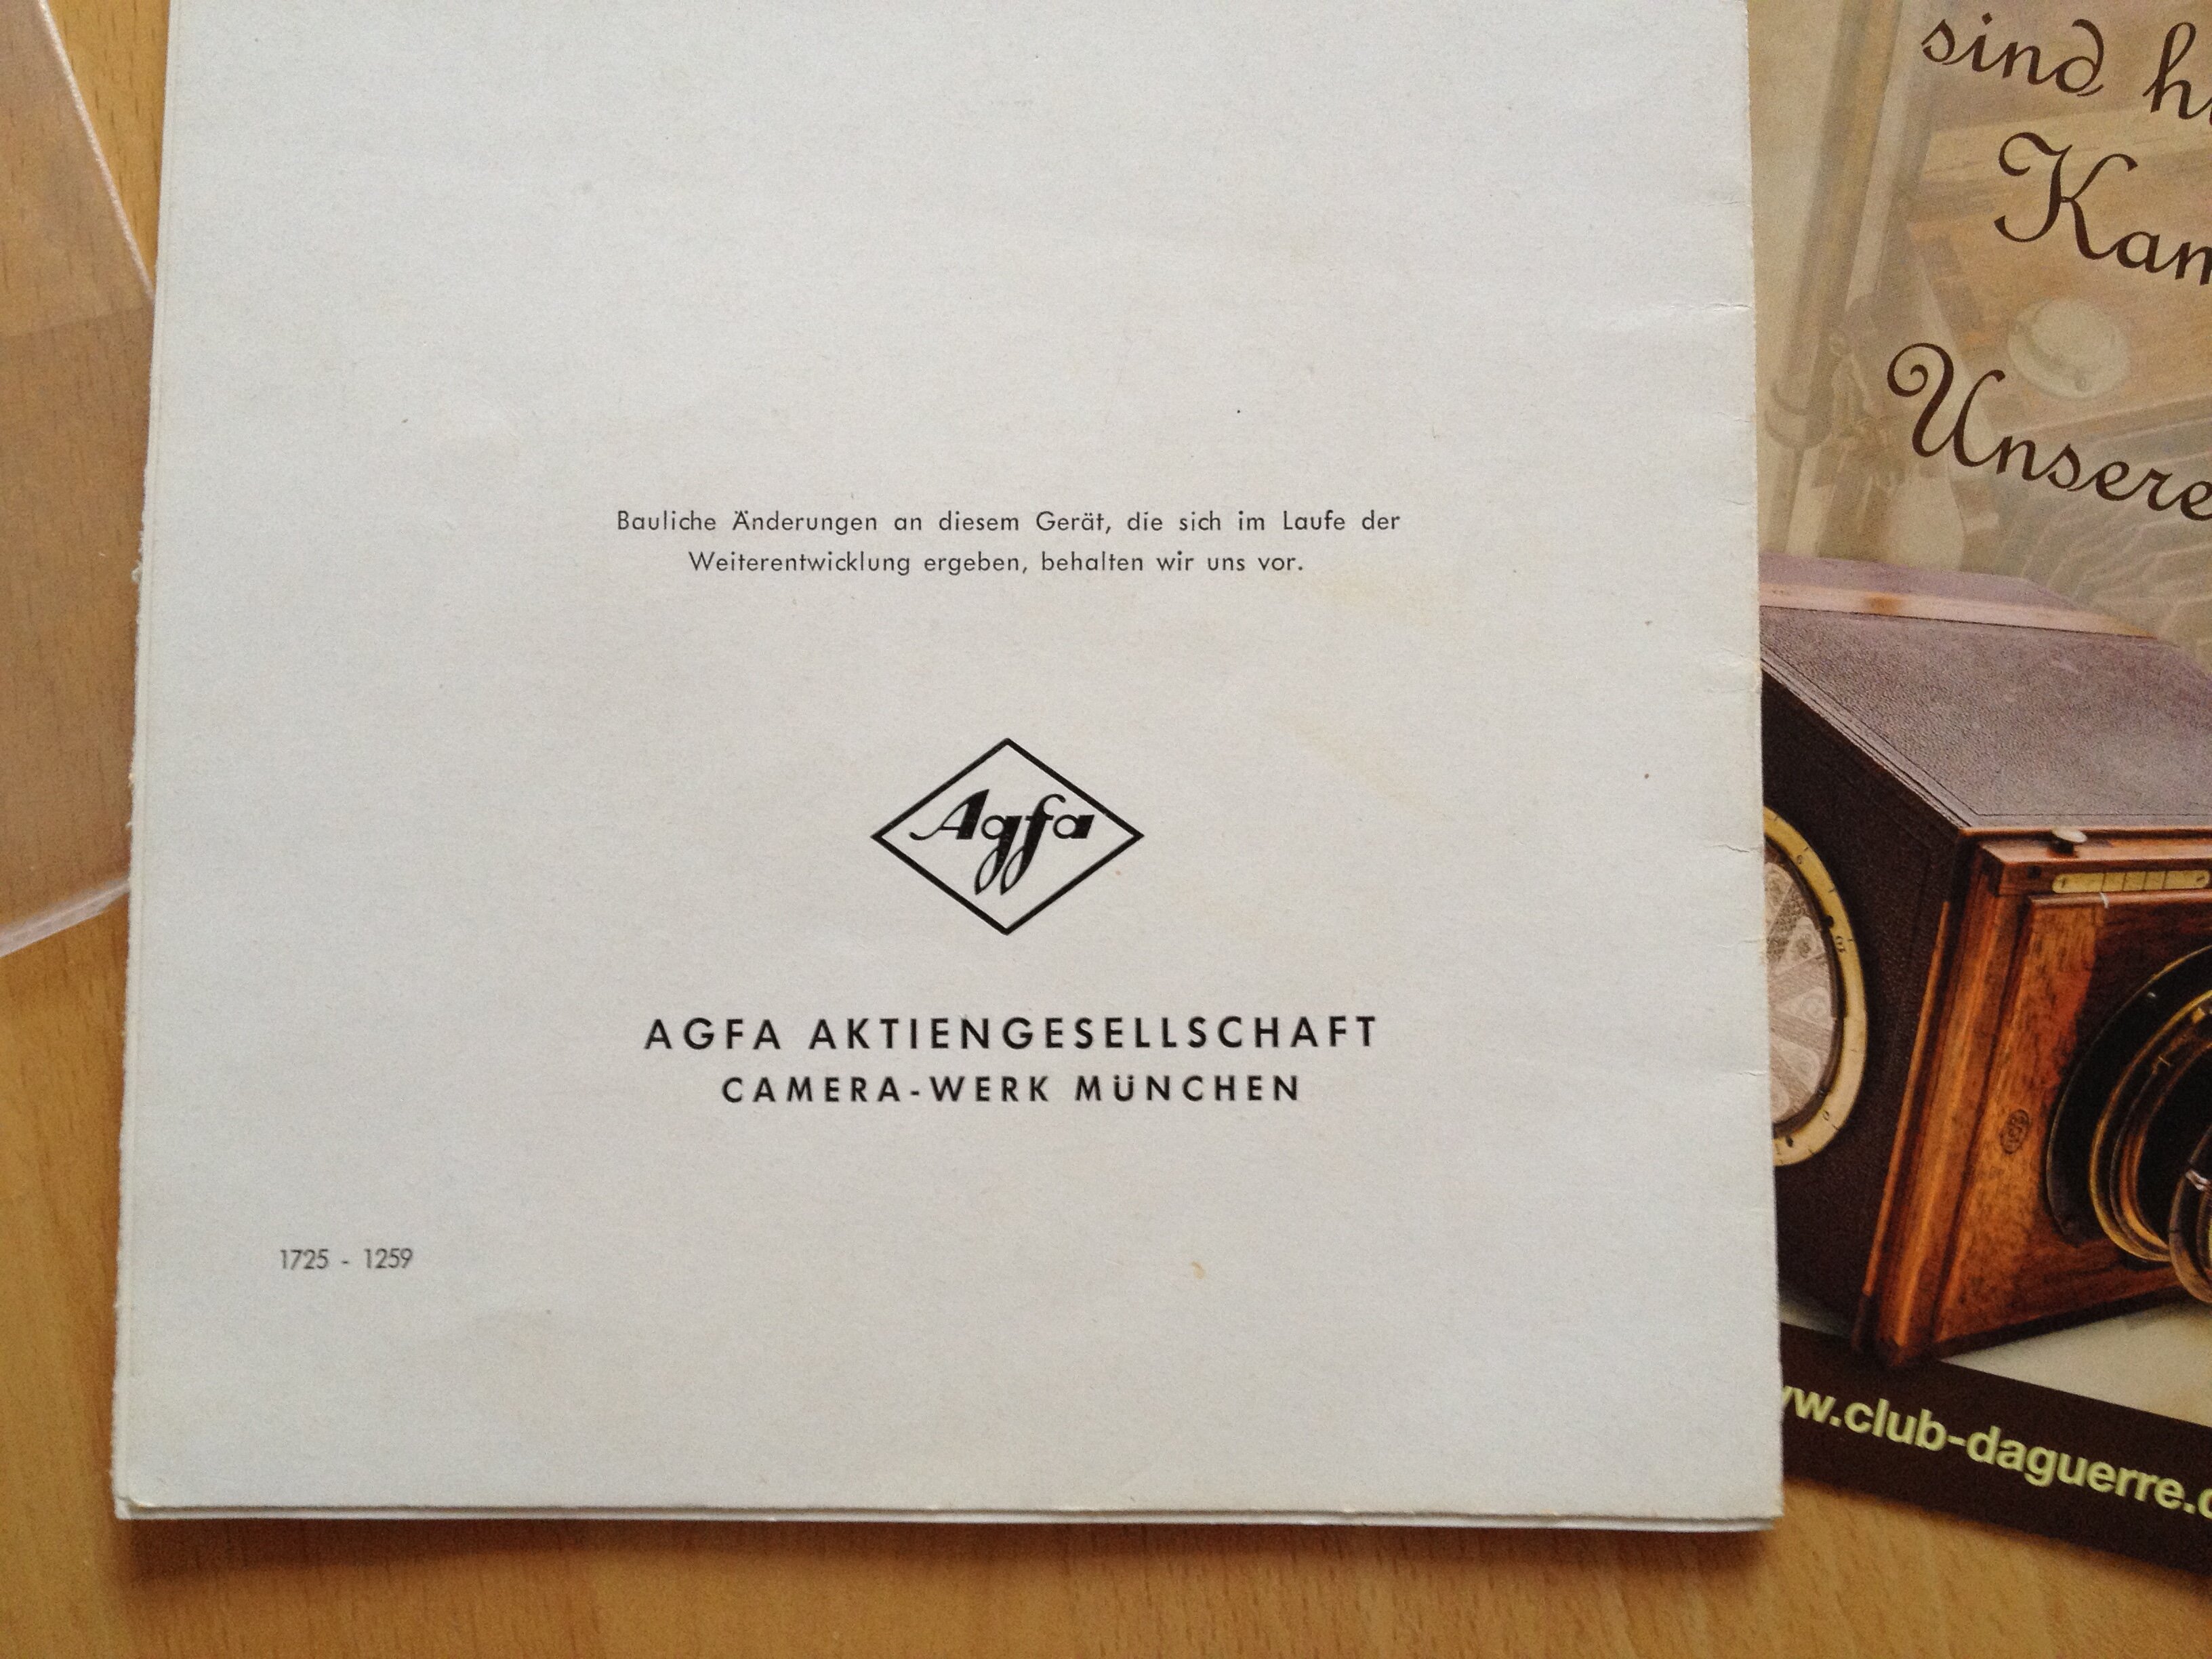 Bauliche Änderungen an diesem Gerät, die sich im Laufe der
Weiterentwicklung ergeben, behalten wir uns vor.
Agfa
AGFA AKTIENGESELLSCHAFT
CAMERA-WERK MÜNCHEN
1725 - 1259
sind
Unsere
w.club-daguerre.